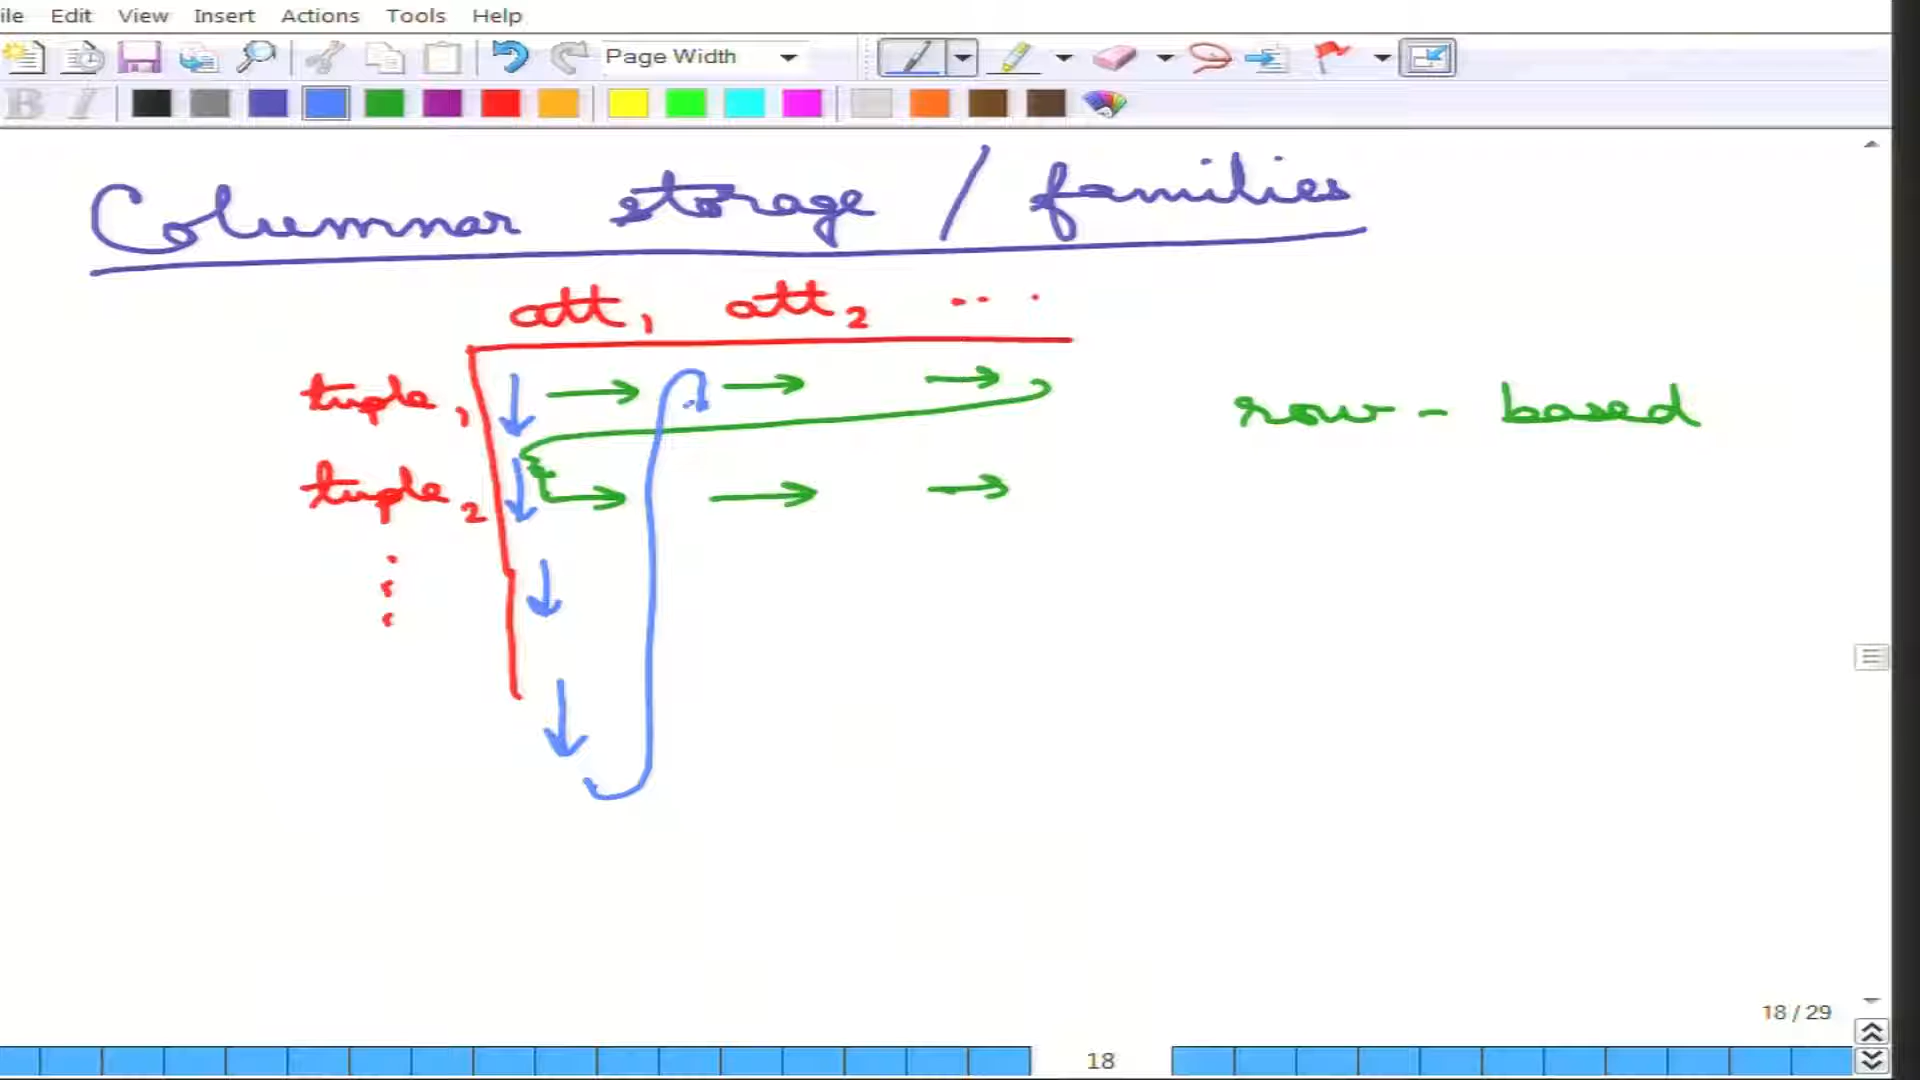 ile Edit View Insert Actions Tools Help
Page Width
B I
Columnar storage / families
att1 att2 ...
tuple1
row - based
tuple2
18 / 29
18